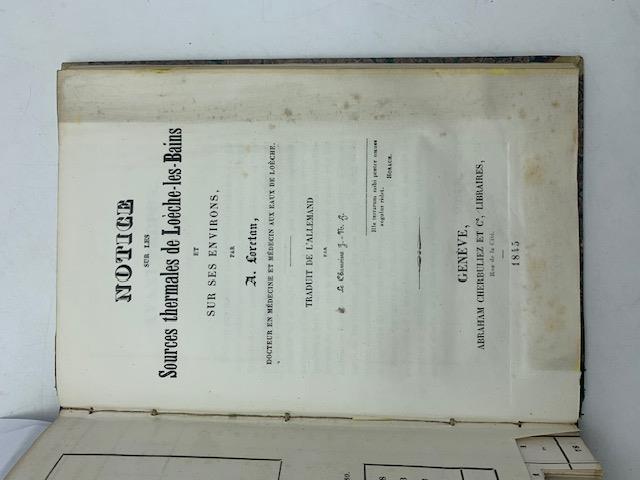 NOTICE
SUR LES
Sources thermales de Loèche-les-Bains
ET
SUR SES ENVIRONS,
PAR
A. Loretan,
DOCTEUR EN MÉDECINE ET MÉDECIN AUX EAUX DE LOÈCHE.
TRADUIT DE L'ALLEMAND
PAR
Ille terrarum mihi præter omnes
angulus ridet.
HORACE.
GENÈVE,
ABRAHAM CHERBULIEZ ET Cᵉ, LIBRAIRES,
Rue de la Cité.
1845